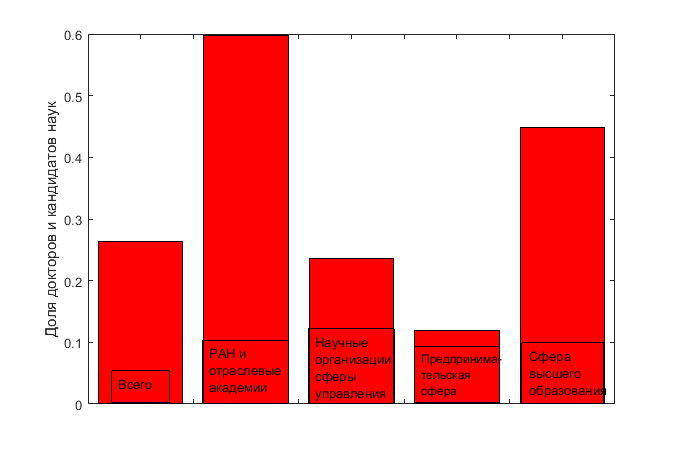 Доля докторов и кандидатов наук
0.6
0.5
0.4
0.3
0.2
0.1
0
Всего
РАН и
отраслевые
академии
Научные
организации
сферы
управления
Предпринима-
тельская
сфера
Сфера
высшего
образования